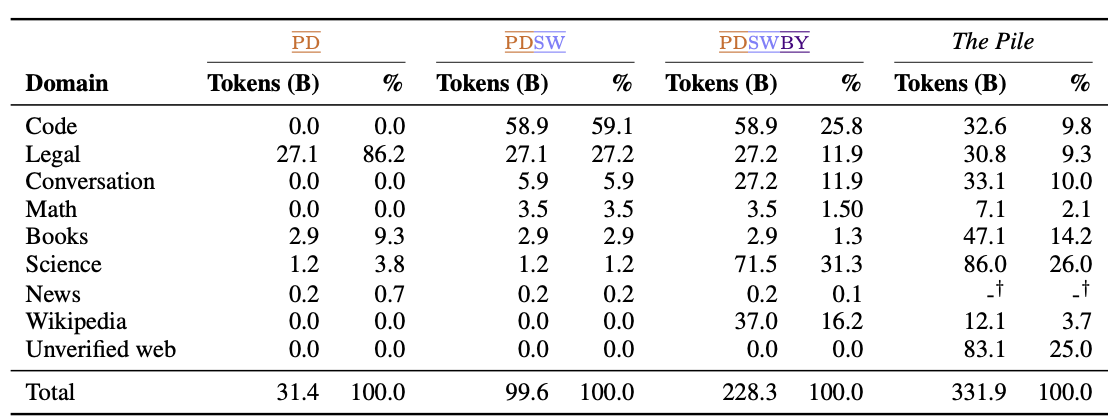 PD PDSW PDSWBY The Pile
Domain Tokens (B) % Tokens (B) % Tokens (B) % Tokens (B) %
Code 0.0 0.0 58.9 59.1 58.9 25.8 32.6 9.8
Legal 27.1 86.2 27.1 27.2 27.2 11.9 30.8 9.3
Conversation 0.0 0.0 5.9 5.9 27.2 11.9 33.1 10.0
Math 0.0 0.0 3.5 3.5 3.5 1.50 7.1 2.1
Books 2.9 9.3 2.9 2.9 2.9 1.3 47.1 14.2
Science 1.2 3.8 1.2 1.2 71.5 31.3 86.0 26.0
News 0.2 0.7 0.2 0.2 0.2 0.1 -† -†
Wikipedia 0.0 0.0 0.0 0.0 37.0 16.2 12.1 3.7
Unverified web 0.0 0.0 0.0 0.0 0.0 0.0 83.1 25.0
Total 31.4 100.0 99.6 100.0 228.3 100.0 331.9 100.0